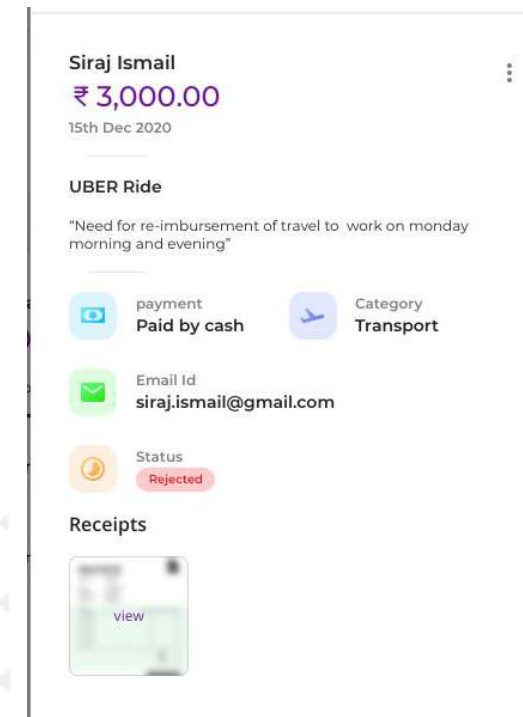 Siraj Ismail
₹ 3,000.00
15th Dec 2020
UBER Ride
“Need for re-imbursement of travel to work on monday
morning and evening”
payment
Paid by cash
Category
Transport
Email Id
siraj.ismail@gmail.com
Status
Rejected
Receipts
view